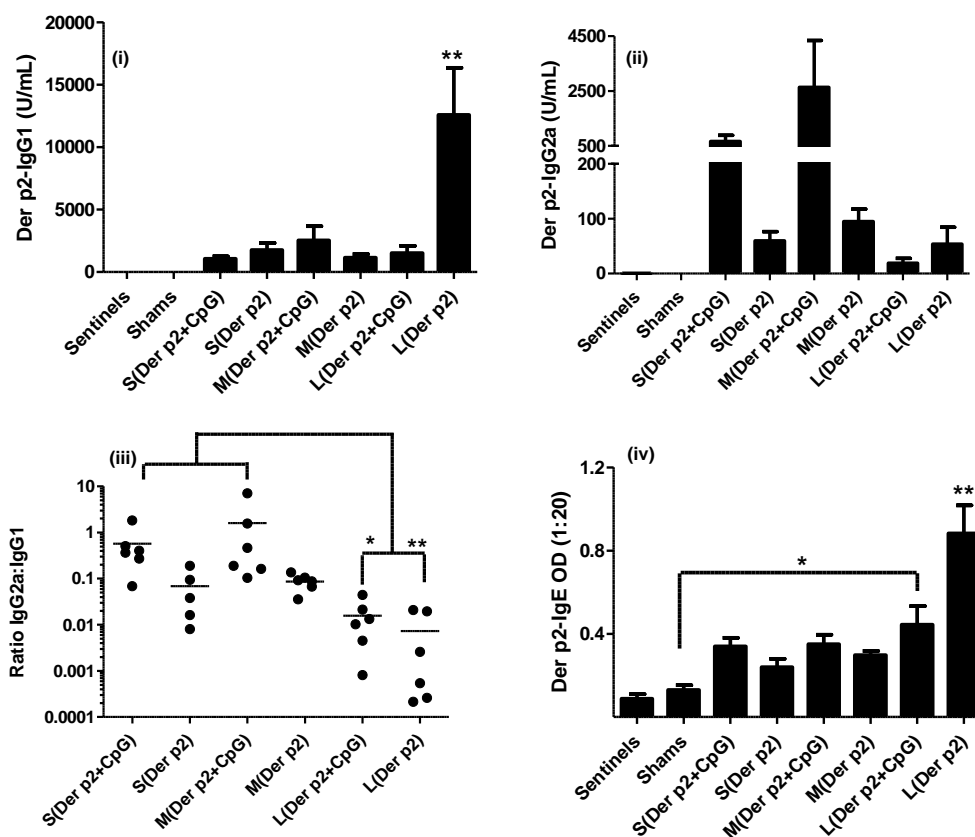 (i)
Der p2-IgG1 (U/mL)
20000
15000
10000
5000
0
**
Sentinels
Shams
S(Der p2+CpG)
S(Der p2)
M(Der p2+CpG)
M(Der p2)
L(Der p2+CpG)
L(Der p2)
(ii)
Der p2-IgG2a (U/mL)
4500
2500
500
200
100
0
Sentinels
Shams
S(Der p2+CpG)
S(Der p2)
M(Der p2+CpG)
M(Der p2)
L(Der p2+CpG)
L(Der p2)
(iii)
Ratio IgG2a:IgG1
10
1
0.1
0.01
0.001
0.0001
*
**
S(Der p2+CpG)
S(Der p2)
M(Der p2+CpG)
M(Der p2)
L(Der p2+CpG)
L(Der p2)
(iv)
Der p2-IgE OD (1:20)
1.2
0.8
0.4
*
**
Sentinels
Shams
S(Der p2+CpG)
S(Der p2)
M(Der p2+CpG)
M(Der p2)
L(Der p2+CpG)
L(Der p2)